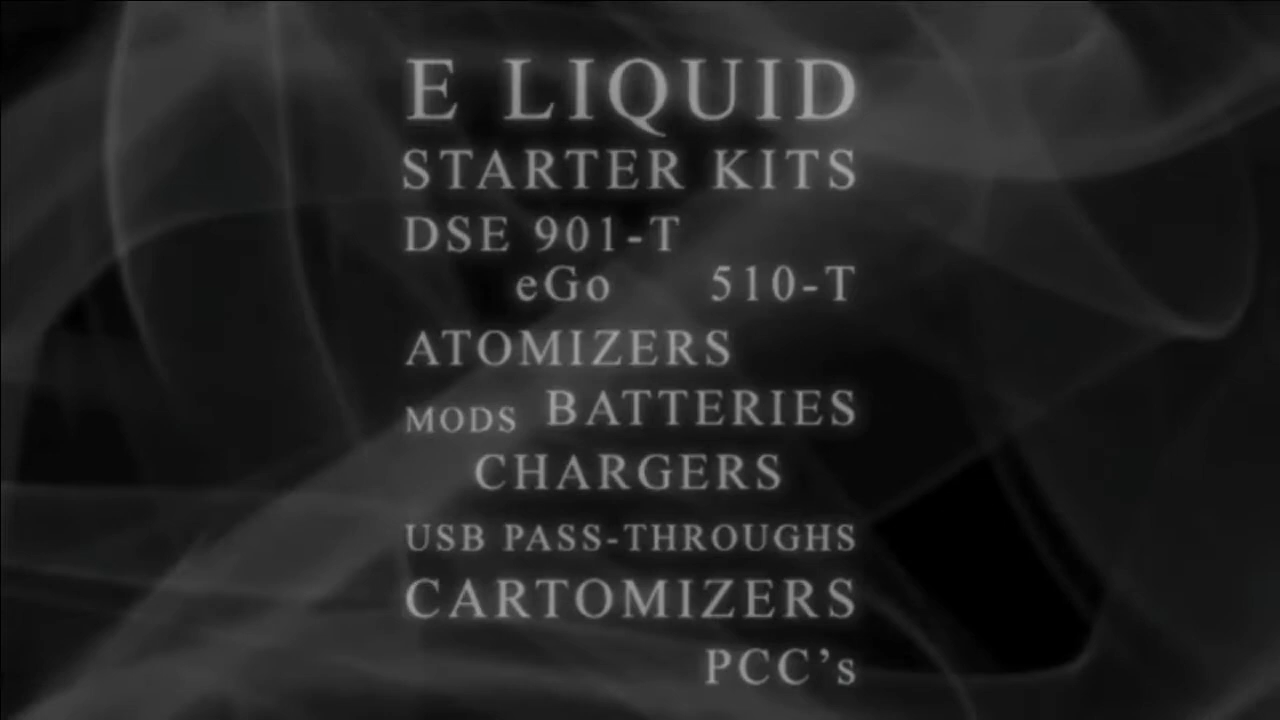 E LIQUID
STARTER KITS
DSE 901-T
eGo 510-T
ATOMIZERS
MODS BATTERIES
CHARGERS
USB PASS-THROUGHS
CARTOMIZERS
PCC’s